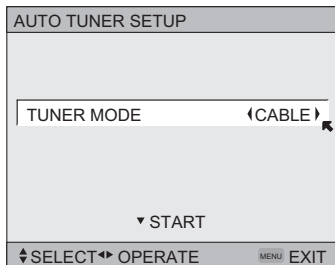 AUTO TUNER SETUP
TUNER MODE CABLE
START
SELECT OPERATE MENU EXIT